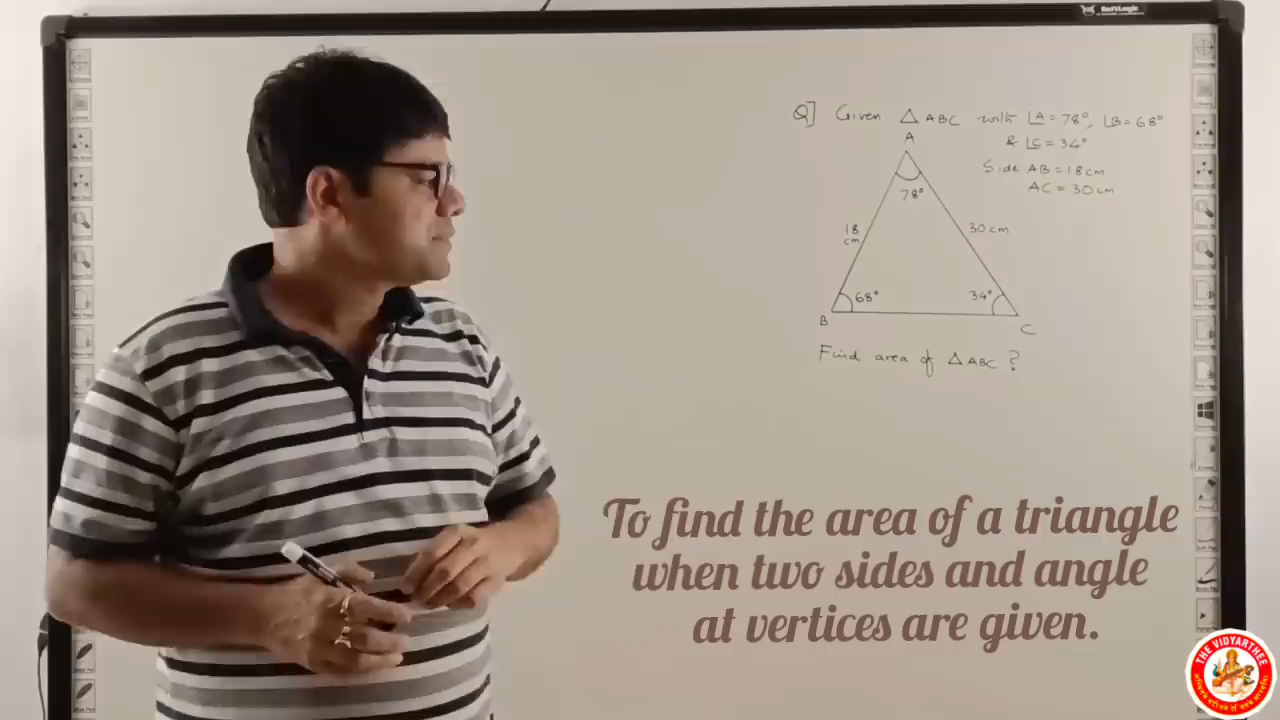 Q] Given △ABC with ∠A = 78°, ∠B = 68°
& ∠C = 34°
Side AB = 18 cm
AC = 30 cm
A
78°
18
cm
30 cm
68°
34°
B
C
Find area of △ABC ?
To find the area of a triangle
when two sides and angle
at vertices are given.
THE VIDYARTHEE